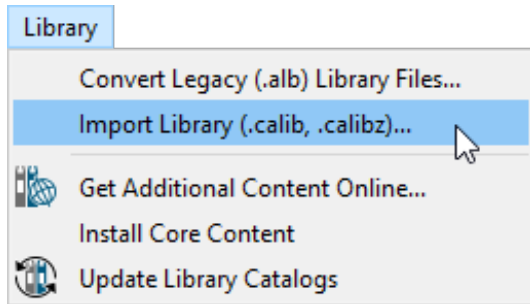 Library
Convert Legacy (.alb) Library Files...
Import Library (.calib, .calibz)...
Get Additional Content Online...
Install Core Content
Update Library Catalogs